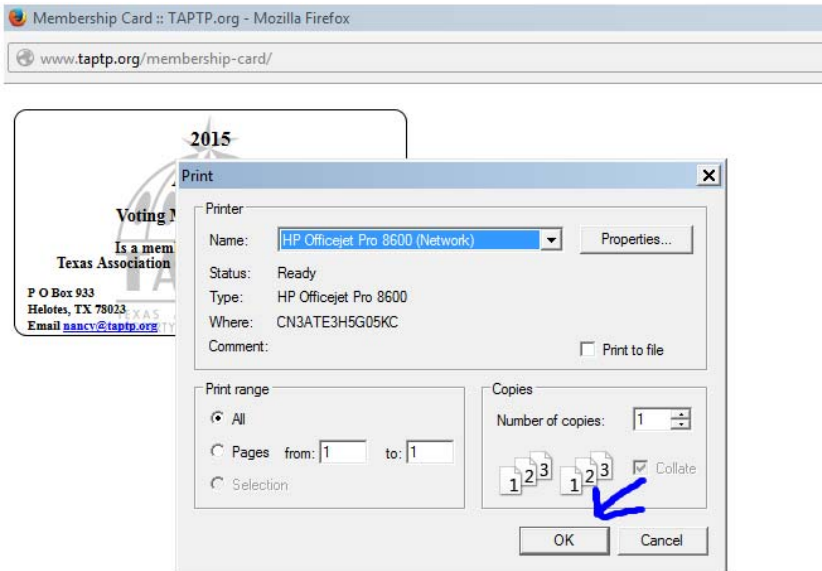 Membership Card :: TAPTP.org - Mozilla Firefox
www.taptp.org/membership-card/
2015
Voting
Is a mem
Texas Association
P O Box 933
Helotes, TX 78023
Email nancy@taptp.org
TEXAS
Print
Printer
Name: HP Officejet Pro 8600 (Network) Properties...
Status: Ready
Type: HP Officejet Pro 8600
Where: CN3ATE3H5G05KC
Comment: Print to file
Print range
All
Pages from: 1 to: 1
Selection
Copies
Number of copies: 1
1 2 3 1 2 3 Collate
OK Cancel